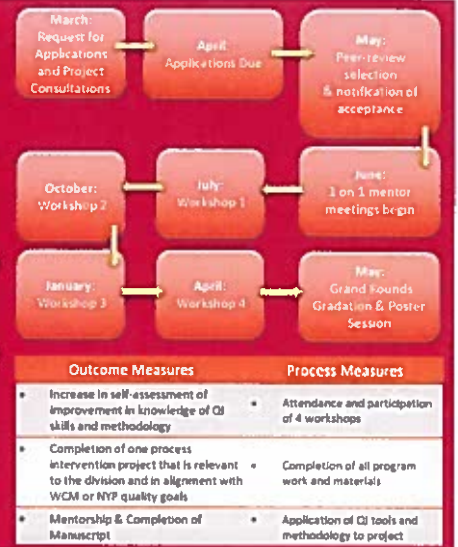 March:
Request for
Applications
and Project
Consultations
April:
Applications Due
May:
Peer-review
selection
& notification of
acceptance
June:
1 on 1 mentor
meetings begin
July:
Workshop 1
October:
Workshop 2
January:
Workshop 3
April:
Workshop 4
May:
Grand Rounds
Gradation & Poster
Session
Outcome Measures
Process Measures
• Increase in self-assessment of
improvement in knowledge of QI
skills and methodology
• Attendance and participation
of 4 workshops
• Completion of one process
intervention project that is relevant
to the division and in alignment with
WCM or NYP quality goals
• Completion of all program
work and materials
• Mentorship & Completion of
Manuscript
• Application of QI tools and
methodology to project